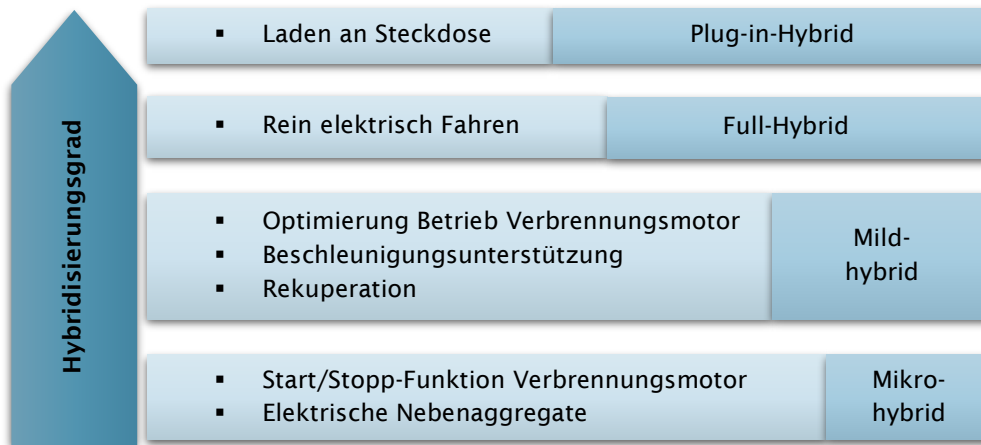 ▪ Laden an Steckdose
Plug-in-Hybrid
▪ Rein elektrisch Fahren
Full-Hybrid
▪ Optimierung Betrieb Verbrennungsmotor
▪ Beschleunigungsunterstützung
▪ Rekuperation
Mild-
hybrid
▪ Start/Stopp-Funktion Verbrennungsmotor
▪ Elektrische Nebenaggregate
Mikro-
hybrid
Hybridisierungsgrad